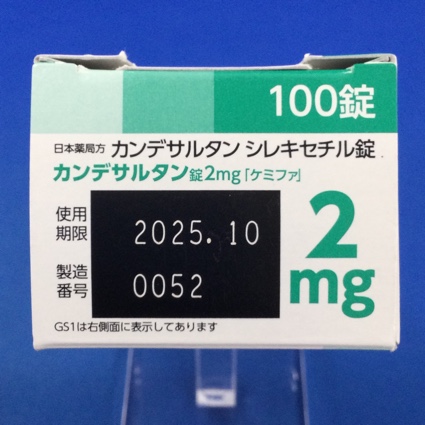 100錠
日本薬局方 カンデサルタン シレキセチル錠
カンデサルタン錠2mg「ケミファ」
使用期限 2025.10
製造番号 0052
2mg
GS1は右側面に表示してあります